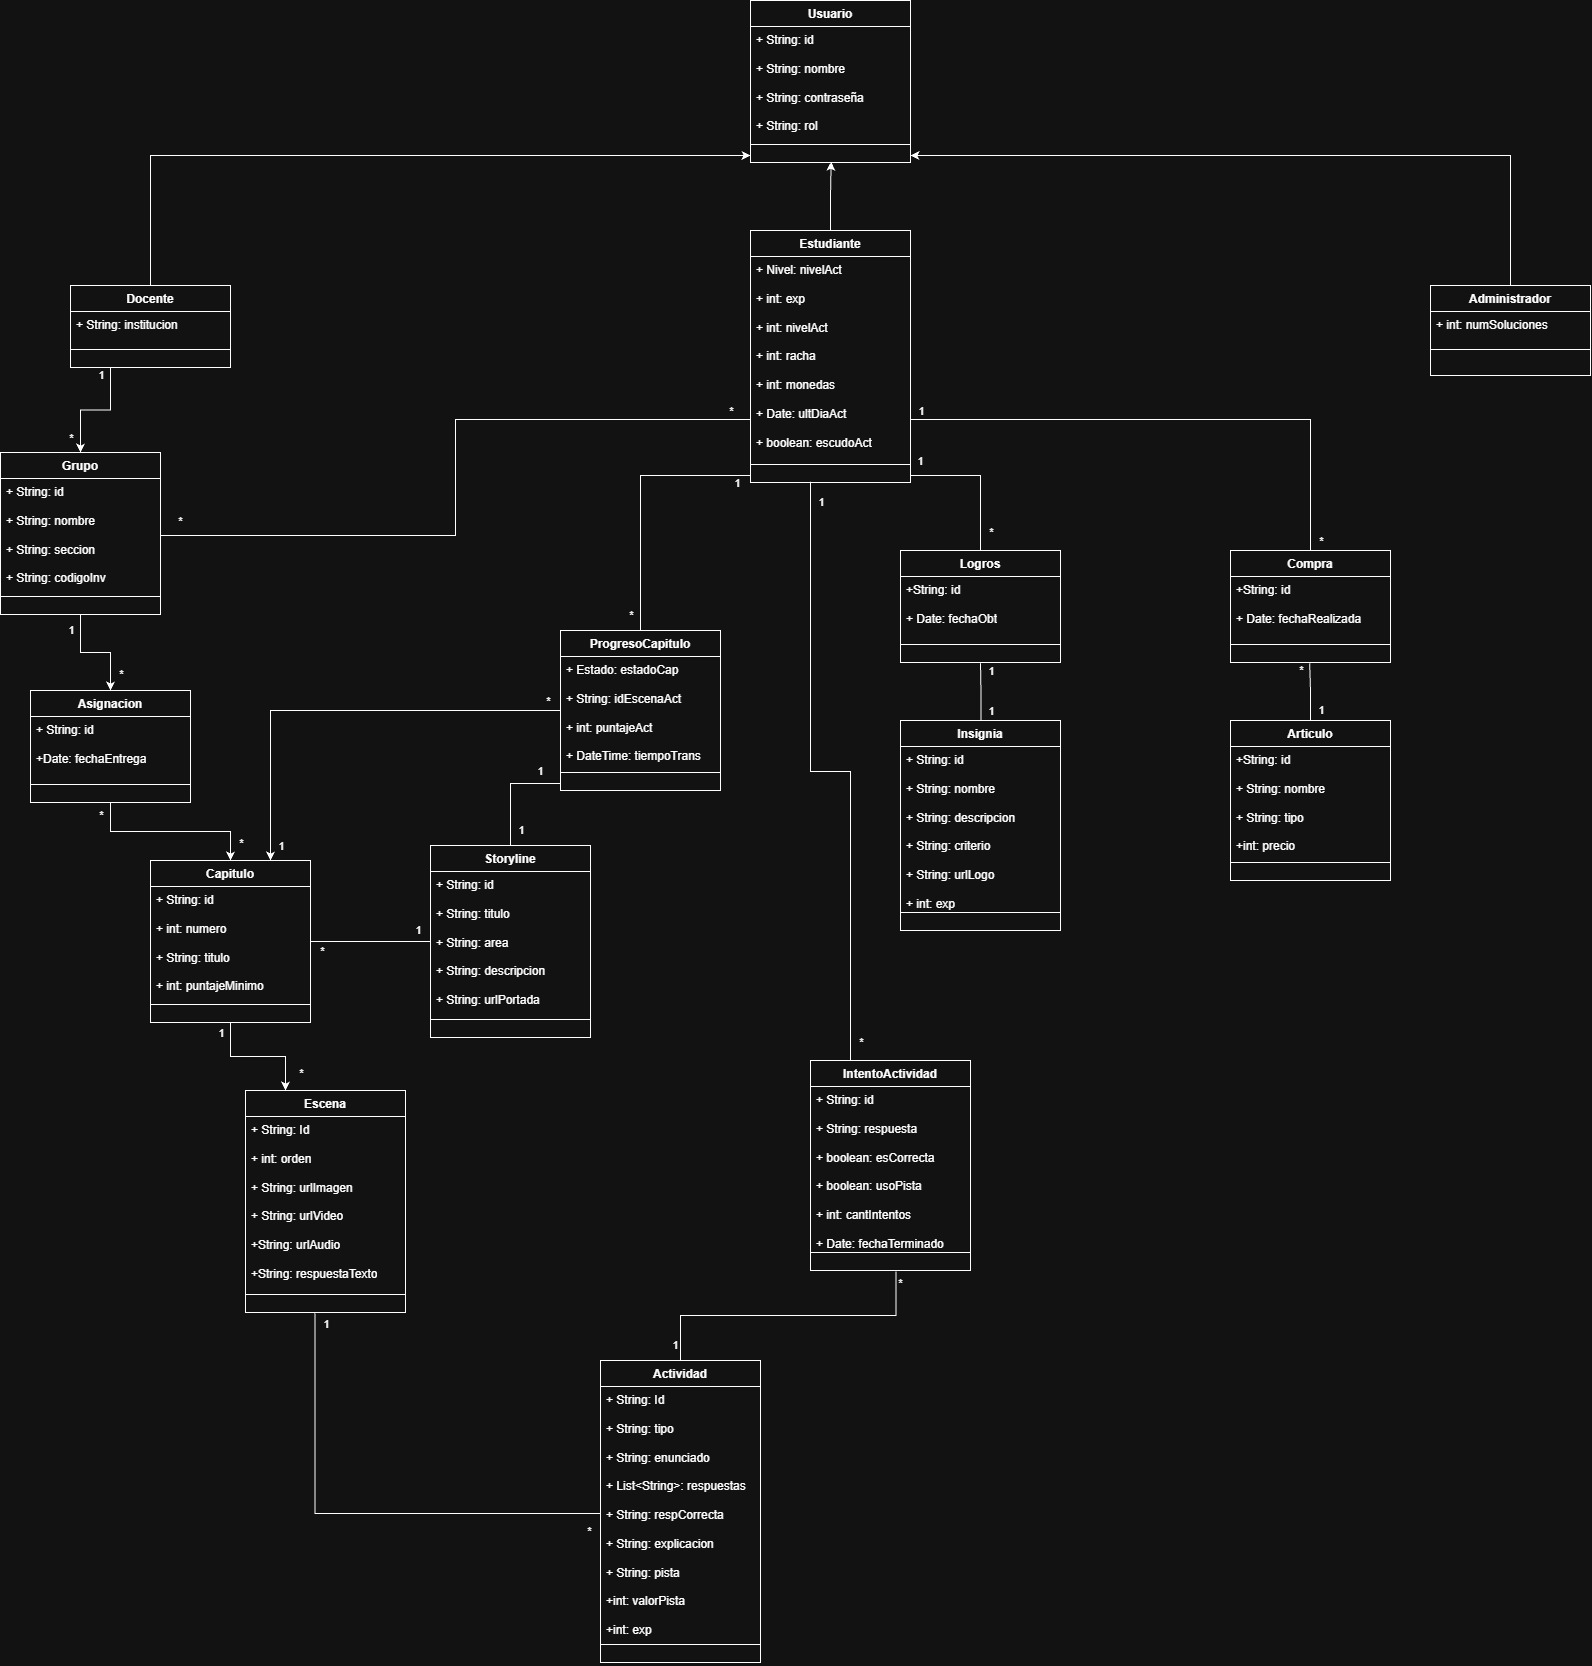 Usuario
+ String: id
+ String: nombre
+ String: contraseña
+ String: rol
Estudiante
+ Nivel: nivelAct
+ int: exp
+ int: nivelAct
+ int: racha
+ int: monedas
+ Date: ultDiaAct
+ boolean: escudoAct
Docente
+ String: institucion
Administrador
+ int: numSoluciones
1
*
*
1
1
1
1
*
Grupo
+ String: id
+ String: nombre
+ String: seccion
+ String: codigoInv
*
*
*
Logros
+String: id
+ Date: fechaObt
Compra
+String: id
+ Date: fechaRealizada
1
*
*
ProgresoCapitulo
+ Estado: estadoCap
+ String: idEscenaAct
+ int: puntajeAct
+ DateTime: tiempoTrans
1
*
1
1
Asignacion
+ String: id
+Date: fechaEntrega
*
*
*
1
1
1
Insignia
+ String: id
+ String: nombre
+ String: descripcion
+ String: criterio
+ String: urlLogo
+ int: exp
Articulo
+String: id
+ String: nombre
+ String: tipo
+int: precio
Capitulo
+ String: id
+ int: numero
+ String: titulo
+ int: puntajeMinimo
*
1
Storyline
+ String: id
+ String: titulo
+ String: area
+ String: descripcion
+ String: urlPortada
1
*
*
Escena
+ String: Id
+ int: orden
+ String: urlImagen
+ String: urlVideo
+String: urlAudio
+String: respuestaTexto
IntentoActividad
+ String: id
+ String: respuesta
+ boolean: esCorrecta
+ boolean: usoPista
+ int: cantIntentos
+ Date: fechaTerminado
*
1
1
*
Actividad
+ String: Id
+ String: tipo
+ String: enunciado
+ List<String>: respuestas
+ String: respCorrecta
+ String: explicacion
+ String: pista
+int: valorPista
+int: exp